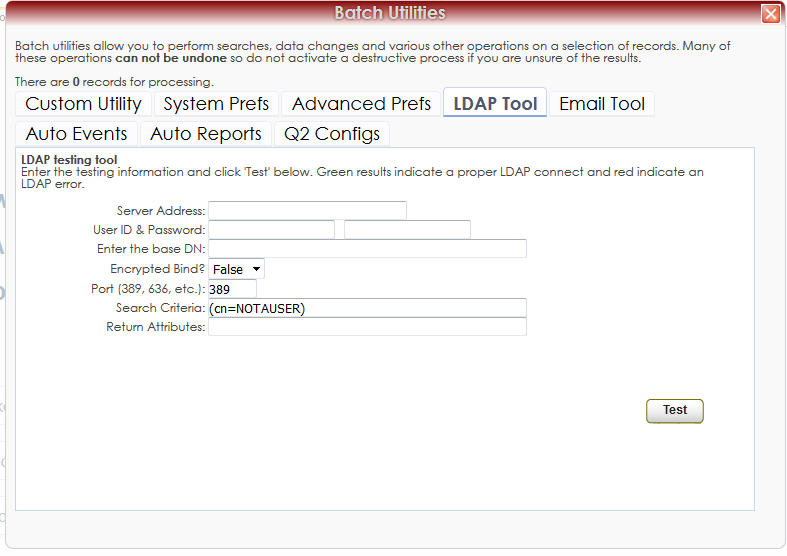 Batch Utilities
Batch utilities allow you to perform searches, data changes and various other operations on a selection of records. Many of
these operations can not be undone so do not activate a destructive process if you are unsure of the results.
There are 0 records for processing.
Custom Utility System Prefs Advanced Prefs LDAP Tool Email Tool
Auto Events Auto Reports Q2 Configs
LDAP testing tool
Enter the testing information and click 'Test' below. Green results indicate a proper LDAP connect and red indicate an
LDAP error.
Server Address:
User ID & Password:
Enter the base DN:
Encrypted Bind? False
Port (389, 636, etc.): 389
Search Criteria: (cn=NOTAUSER)
Return Attributes:
Test